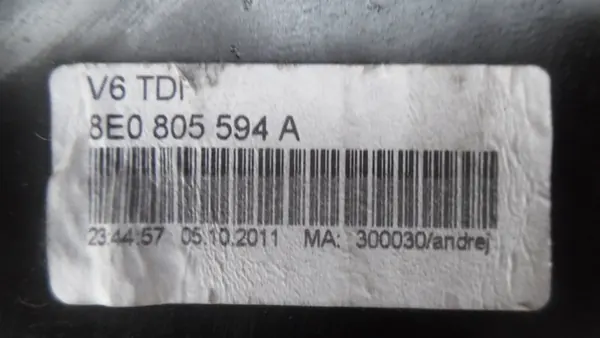 V6 TDI
8E0 805 594 A
23:44:57 05.10.2011 MA: 300030/andrej